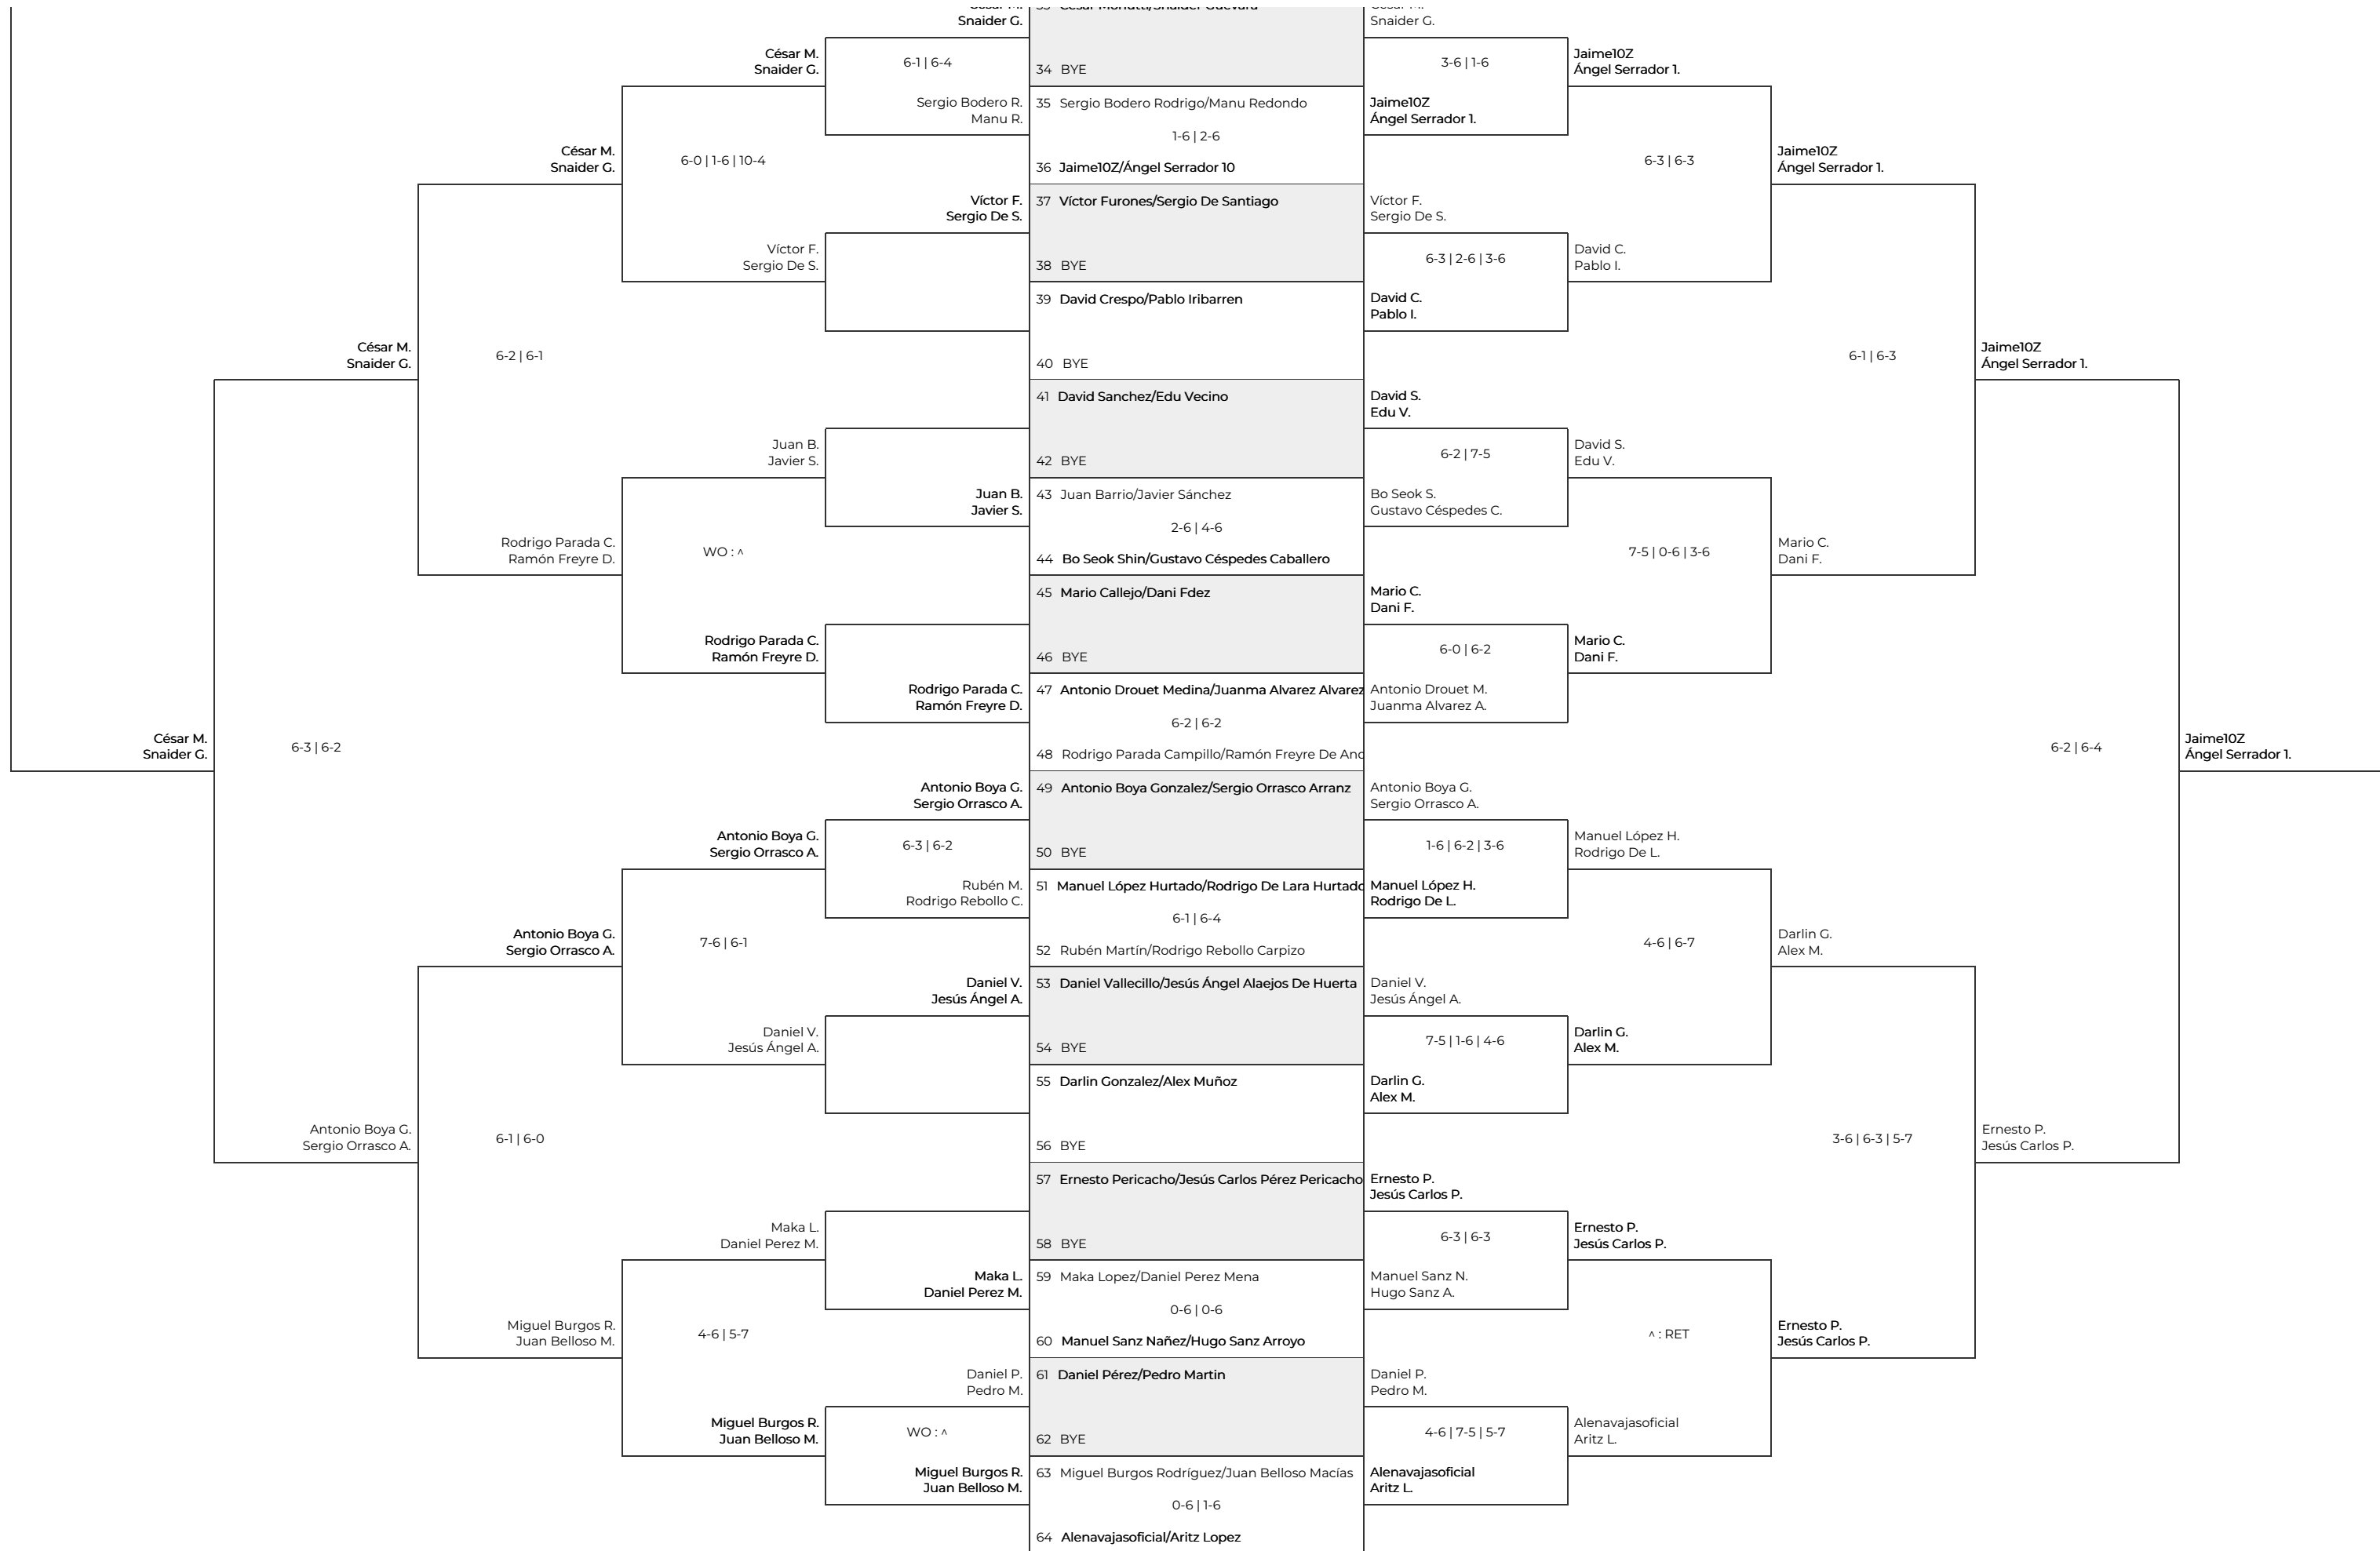 Snaider G.
Snaider G.
César M.
Snaider G.
6-1 | 6-4
34 BYE
3-6 | 1-6
Jaime10Z
Ángel Serrador 1.
Sergio Bodero R.
Manu R.
35 Sergio Bodero Rodrigo/Manu Redondo
1-6 | 2-6
36 Jaime10Z/Ángel Serrador 10
Jaime10Z
Ángel Serrador 1.
César M.
Snaider G.
6-0 | 1-6 | 10-4
6-3 | 6-3
Jaime10Z
Ángel Serrador 1.
Víctor F.
Sergio De S.
37 Víctor Furones/Sergio De Santiago
Víctor F.
Sergio De S.
Víctor F.
Sergio De S.
38 BYE
6-3 | 2-6 | 3-6
David C.
Pablo I.
39 David Crespo/Pablo Iribarren
David C.
Pablo I.
César M.
Snaider G.
6-2 | 6-1
40 BYE
6-1 | 6-3
Jaime10Z
Ángel Serrador 1.
41 David Sanchez/Edu Vecino
David S.
Edu V.
Juan B.
Javier S.
42 BYE
6-2 | 7-5
David S.
Edu V.
Juan B.
Javier S.
43 Juan Barrio/Javier Sánchez
2-6 | 4-6
44 Bo Seok Shin/Gustavo Céspedes Caballero
Bo Seok S.
Gustavo Céspedes C.
Rodrigo Parada C.
Ramón Freyre D.
WO : ^
7-5 | 0-6 | 3-6
Mario C.
Dani F.
45 Mario Callejo/Dani Fdez
Mario C.
Dani F.
Rodrigo Parada C.
Ramón Freyre D.
46 BYE
6-0 | 6-2
Mario C.
Dani F.
Rodrigo Parada C.
Ramón Freyre D.
47 Antonio Drouet Medina/Juanma Alvarez Alvarez
6-2 | 6-2
48 Rodrigo Parada Campillo/Ramón Freyre De And
Antonio Drouet M.
Juanma Alvarez A.
César M.
Snaider G.
6-3 | 6-2
6-2 | 6-4
Jaime10Z
Ángel Serrador 1.
Antonio Boya G.
Sergio Orrasco A.
49 Antonio Boya Gonzalez/Sergio Orrasco Arranz
Antonio Boya G.
Sergio Orrasco A.
Antonio Boya G.
Sergio Orrasco A.
6-3 | 6-2
50 BYE
1-6 | 6-2 | 3-6
Manuel López H.
Rodrigo De L.
Rubén M.
Rodrigo Rebollo C.
51 Manuel López Hurtado/Rodrigo De Lara Hurtado
6-1 | 6-4
52 Rubén Martín/Rodrigo Rebollo Carpizo
Manuel López H.
Rodrigo De L.
Antonio Boya G.
Sergio Orrasco A.
7-6 | 6-1
4-6 | 6-7
Darlin G.
Alex M.
Daniel V.
Jesús Ángel A.
53 Daniel Vallecillo/Jesús Ángel Alaejos De Huerta
Daniel V.
Jesús Ángel A.
Daniel V.
Jesús Ángel A.
54 BYE
7-5 | 1-6 | 4-6
Darlin G.
Alex M.
55 Darlin Gonzalez/Alex Muñoz
Darlin G.
Alex M.
Antonio Boya G.
Sergio Orrasco A.
6-1 | 6-0
56 BYE
3-6 | 6-3 | 5-7
Ernesto P.
Jesús Carlos P.
57 Ernesto Pericacho/Jesús Carlos Pérez Pericacho
Ernesto P.
Jesús Carlos P.
Maka L.
Daniel Perez M.
58 BYE
6-3 | 6-3
Ernesto P.
Jesús Carlos P.
Maka L.
Daniel Perez M.
59 Maka Lopez/Daniel Perez Mena
0-6 | 0-6
60 Manuel Sanz Nañez/Hugo Sanz Arroyo
Manuel Sanz N.
Hugo Sanz A.
Miguel Burgos R.
Juan Belloso M.
4-6 | 5-7
^ : RET
Ernesto P.
Jesús Carlos P.
Daniel P.
Pedro M.
61 Daniel Pérez/Pedro Martin
Daniel P.
Pedro M.
Miguel Burgos R.
Juan Belloso M.
WO : ^
62 BYE
4-6 | 7-5 | 5-7
Alenavajasoficial
Aritz L.
Miguel Burgos R.
Juan Belloso M.
63 Miguel Burgos Rodríguez/Juan Belloso Macías
0-6 | 1-6
64 Alenavajasoficial/Aritz Lopez
Alenavajasoficial
Aritz L.